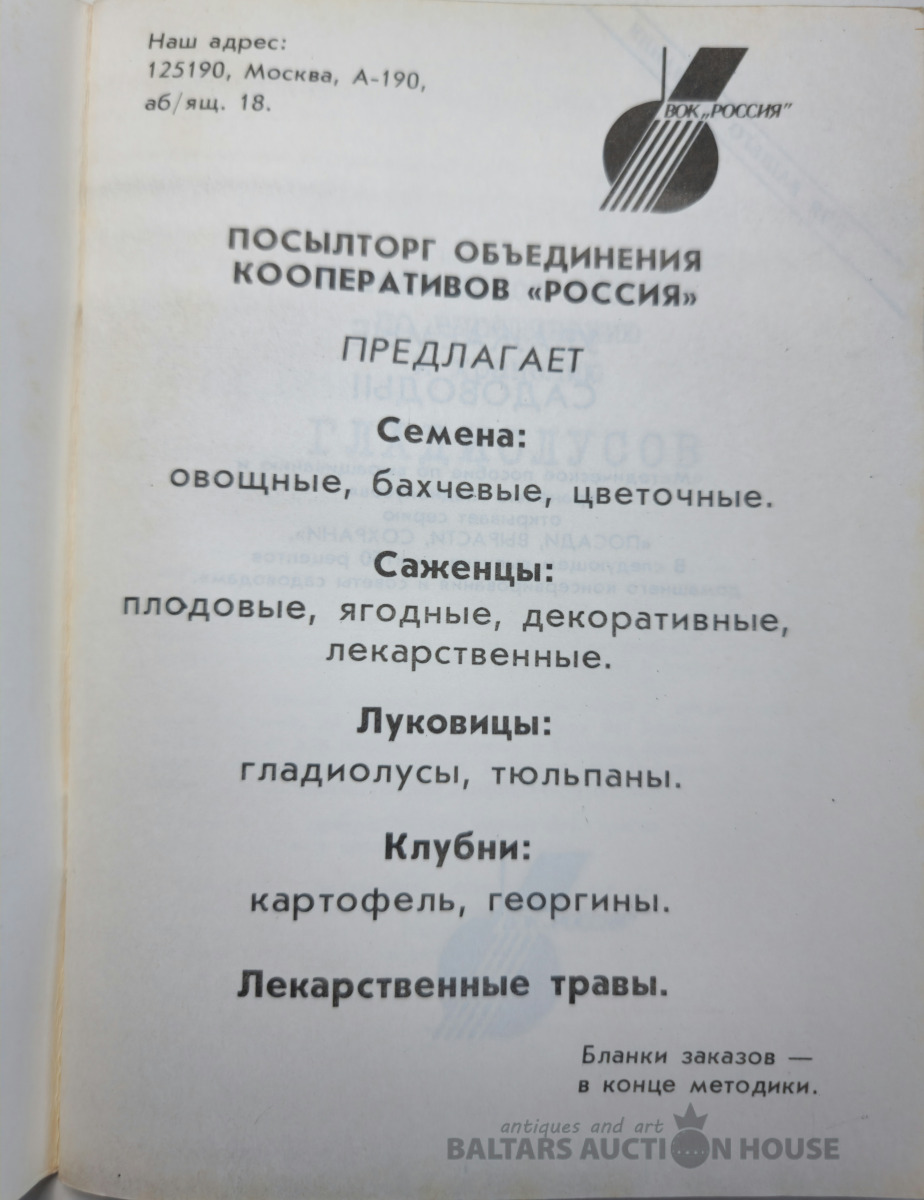 Наш адрес:
125190, Москва, А-190,
аб/ящ. 18.
ВОК „РОССИЯ"
ПОСЫЛТОРГ ОБЪЕДИНЕНИЯ
КООПЕРАТИВОВ «РОССИЯ»
ПРЕДЛАГАЕТ
Семена:
овощные, бахчевые, цветочные.
Саженцы:
плодовые, ягодные, декоративные,
лекарственные.
Луковицы:
гладиолусы, тюльпаны.
Клубни:
картофель, георгины.
Лекарственные травы.
Бланки заказов —
в конце методики.
antiques and art
BALTARS AUCTION HOUSE